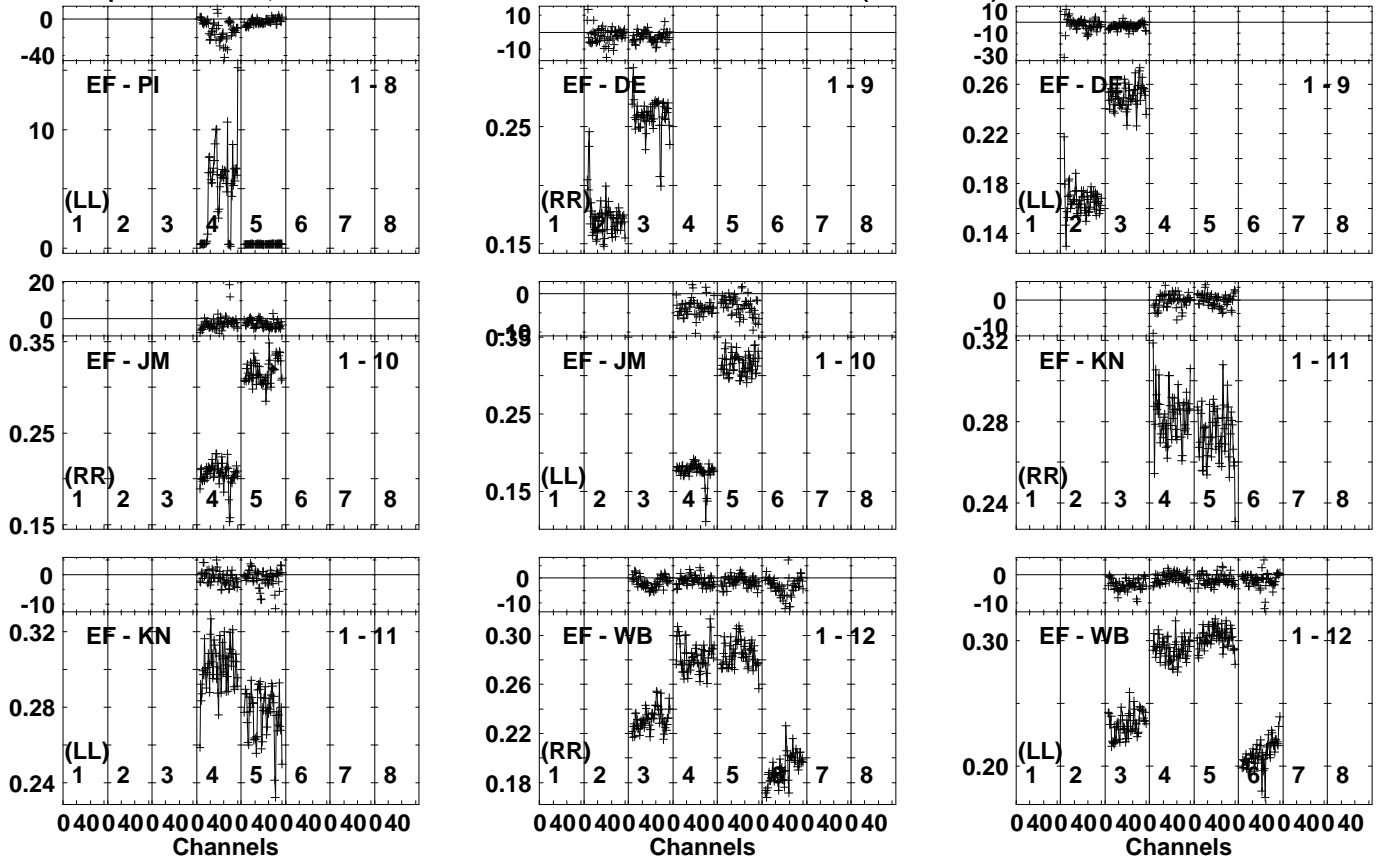 0
-40
EF - PI 1 - 8
10
(LL)
1 2 3 4 5 6 7 8
0
10
-10
EF - DE 1 - 9
0.25
(RR)
1 2 3 4 5 6 7 8
0.15
10
-10
-30
EF - DE 1 - 9
0.26
0.22
0.18
(LL)
1 2 3 4 5 6 7 8
0.14
20
0
0.35
EF - JM 1 - 10
0.25
(RR)
1 2 3 4 5 6 7 8
0.15
0
-10
EF - JM 1 - 10
0.25
(LL)
1 2 3 4 5 6 7 8
0.15
0
-10
0.32
EF - KN 1 - 11
0.28
(RR)
1 2 3 4 5 6 7 8
0.24
0
-10
0.32
EF - KN 1 - 11
0.28
(LL)
1 2 3 4 5 6 7 8
0.24
0 40 0 40 0 40 0 40 0 40 0 40 0 40 0 40
Channels
0
-10
0.30
EF - WB 1 - 12
0.26
0.22
(RR)
1 2 3 4 5 6 7 8
0.18
0 40 0 40 0 40 0 40 0 40 0 40 0 40 0 40
Channels
0
-10
0.30
EF - WB 1 - 12
(LL)
0.20
1 2 3 4 5 6 7 8
0 40 0 40 0 40 0 40 0 40 0 40 0 40 0 40
Channels